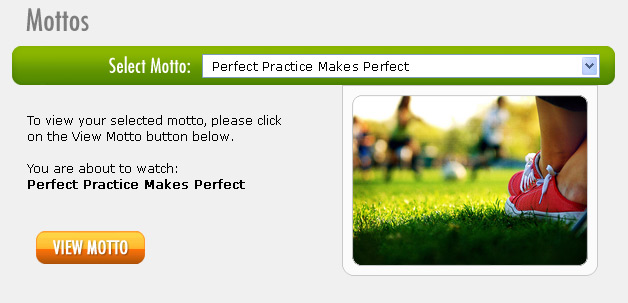 Mottos
Select Motto: Perfect Practice Makes Perfect
To view your selected motto, please click
on the View Motto button below.
You are about to watch:
Perfect Practice Makes Perfect
VIEW MOTTO